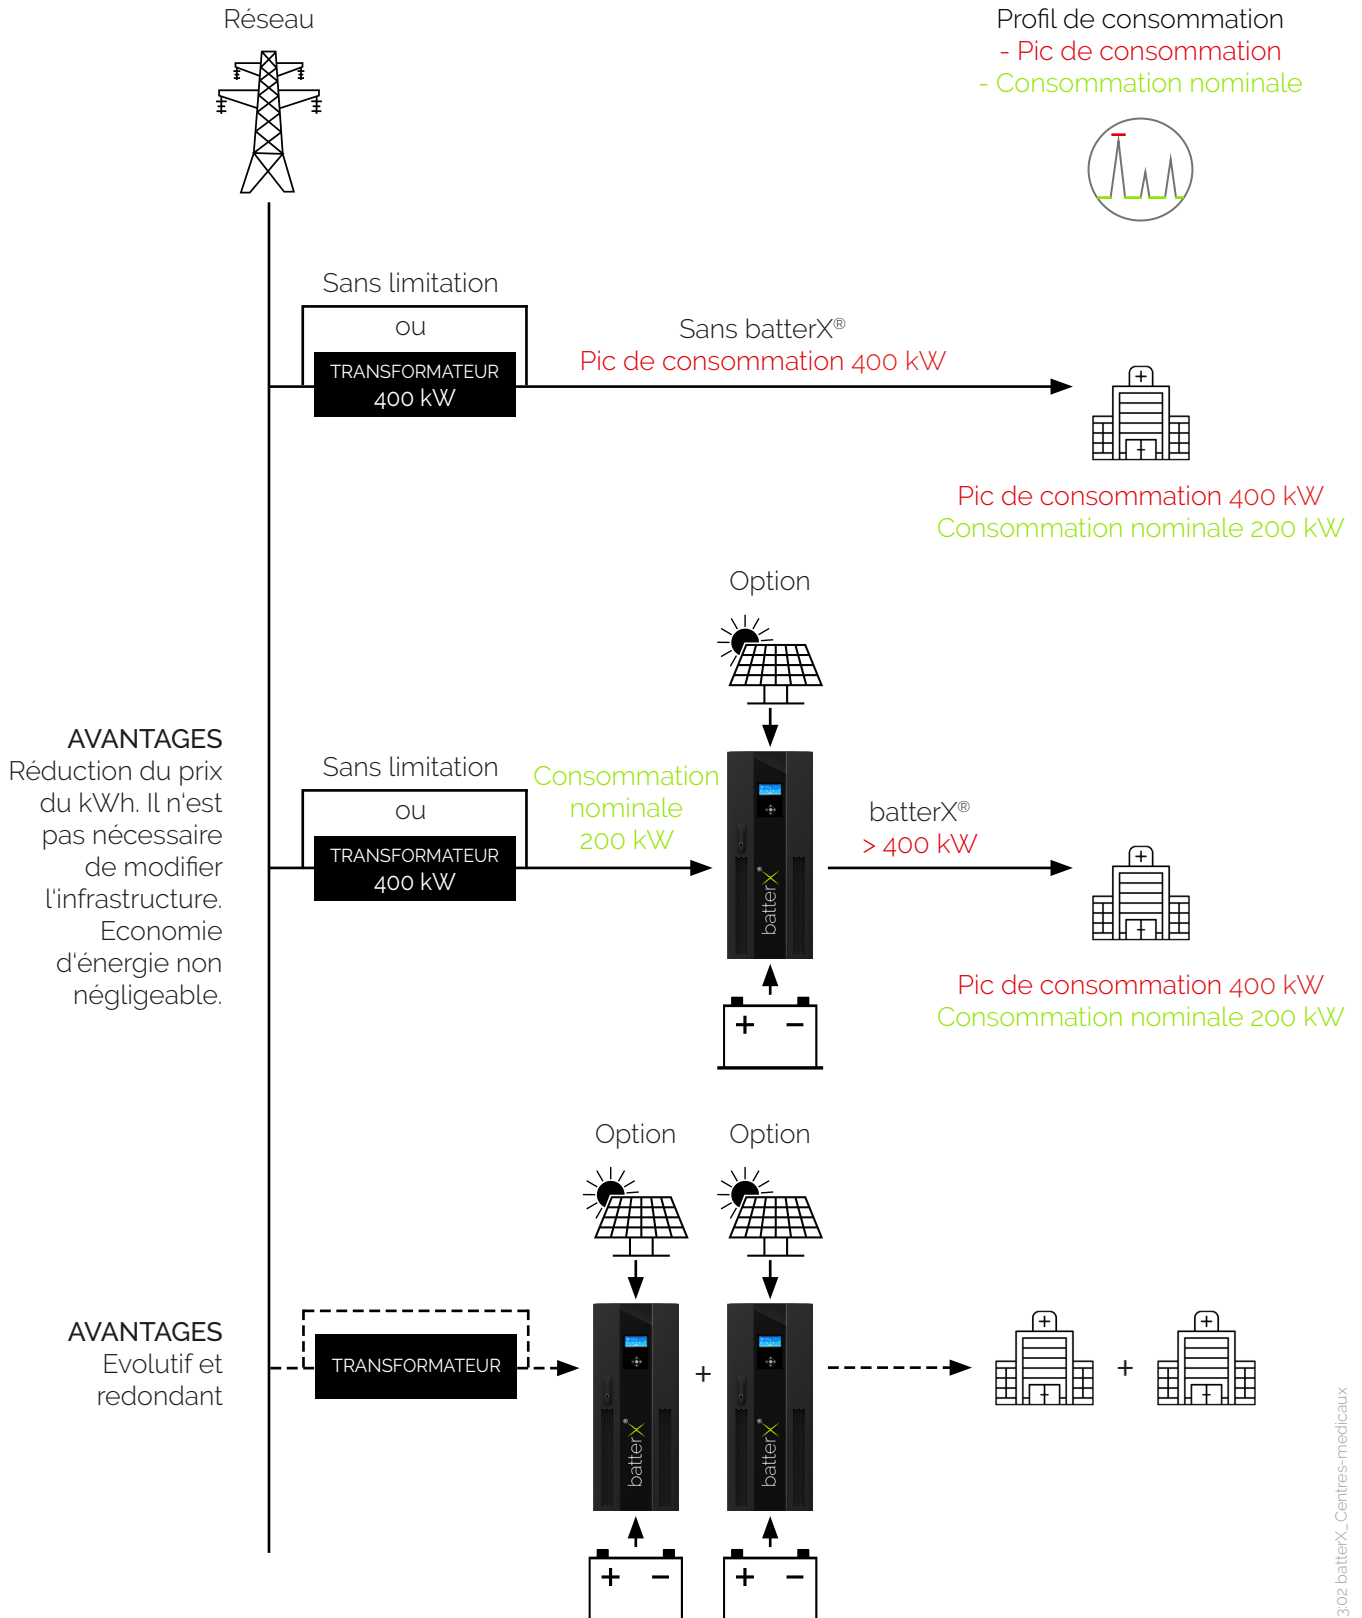 Réseau
Profil de consommation
- Pic de consommation
- Consommation nominale
Sans limitation
ou
TRANSFORMATEUR
400 kW
Sans batterX®
Pic de consommation 400 kW
Pic de consommation 400 kW
Consommation nominale 200 kW
Option
AVANTAGES
Réduction du prix
du kWh. Il n‘est
pas nécessaire
de modifier
l‘infrastructure.
Economie
d‘énergie non
négligeable.
Sans limitation
ou
TRANSFORMATEUR
400 kW
Consommation
nominale
200 kW
batterX®
batterX®
> 400 kW
+ −
Pic de consommation 400 kW
Consommation nominale 200 kW
Option
Option
AVANTAGES
Evolutif et
redondant
TRANSFORMATEUR
batterX®
+
batterX®
+
+ −
+ −
3:02 batterX_Centres-medicaux